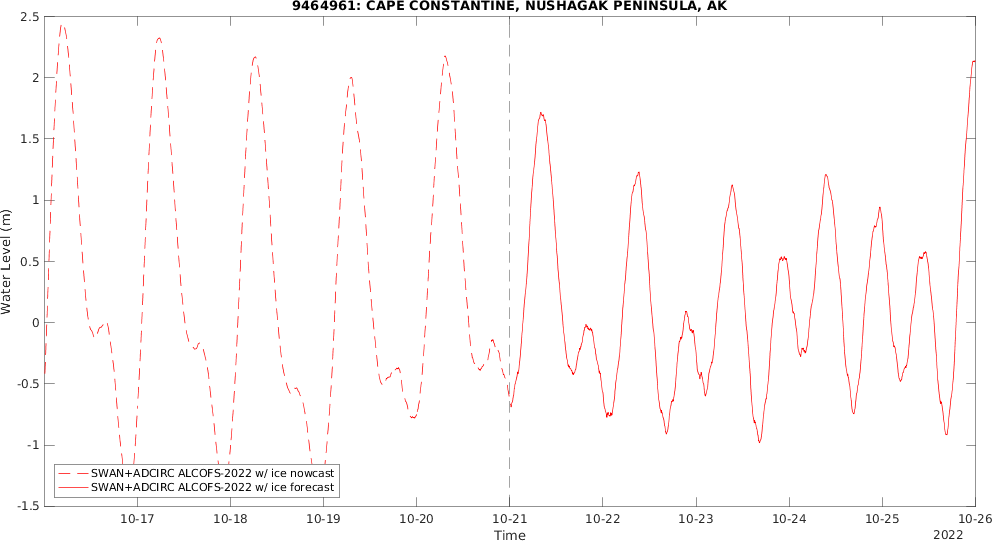 9464961: CAPE CONSTANTINE, NUSHAGAK PENINSULA, AK
Water Level (m)
2.5
2
1.5
1
0.5
0
-0.5
-1
-1.5
SWAN+ADCIRC ALCOFS-2022 w/ ice nowcast
SWAN+ADCIRC ALCOFS-2022 w/ ice forecast
10-17 10-18 10-19 10-20 10-21 10-22 10-23 10-24 10-25 10-26
Time
2022